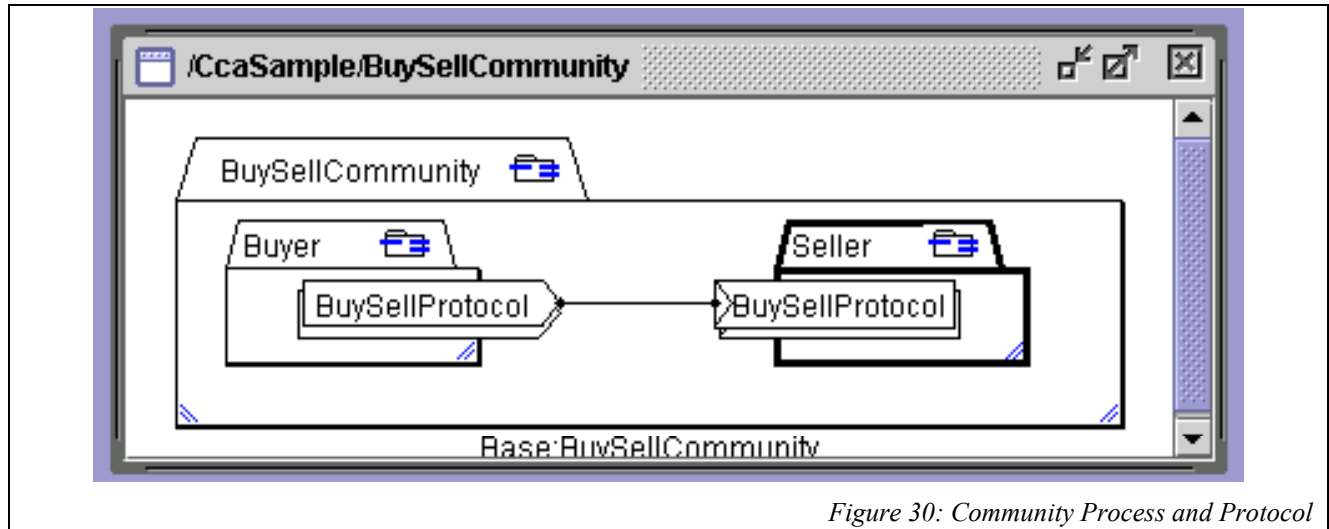 /CcaSample/BuySellCommunity
BuySellCommunity
Buyer
Seller
BuySellProtocol
BuySellProtocol
Base:BuySellCommunity
Figure 30: Community Process and Protocol